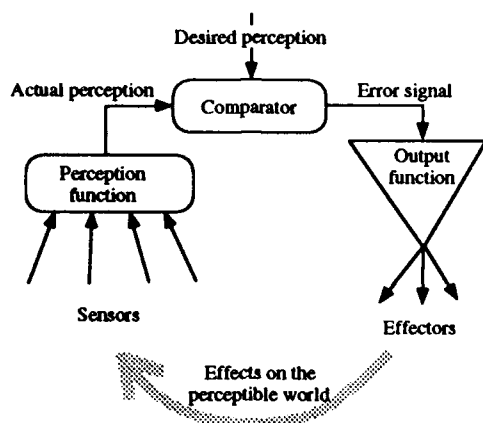 Desired perception
Actual perception
Comparator
Error signal
Perception
function
Output
function
Sensors
Effectors
Effects on the
perceptible world